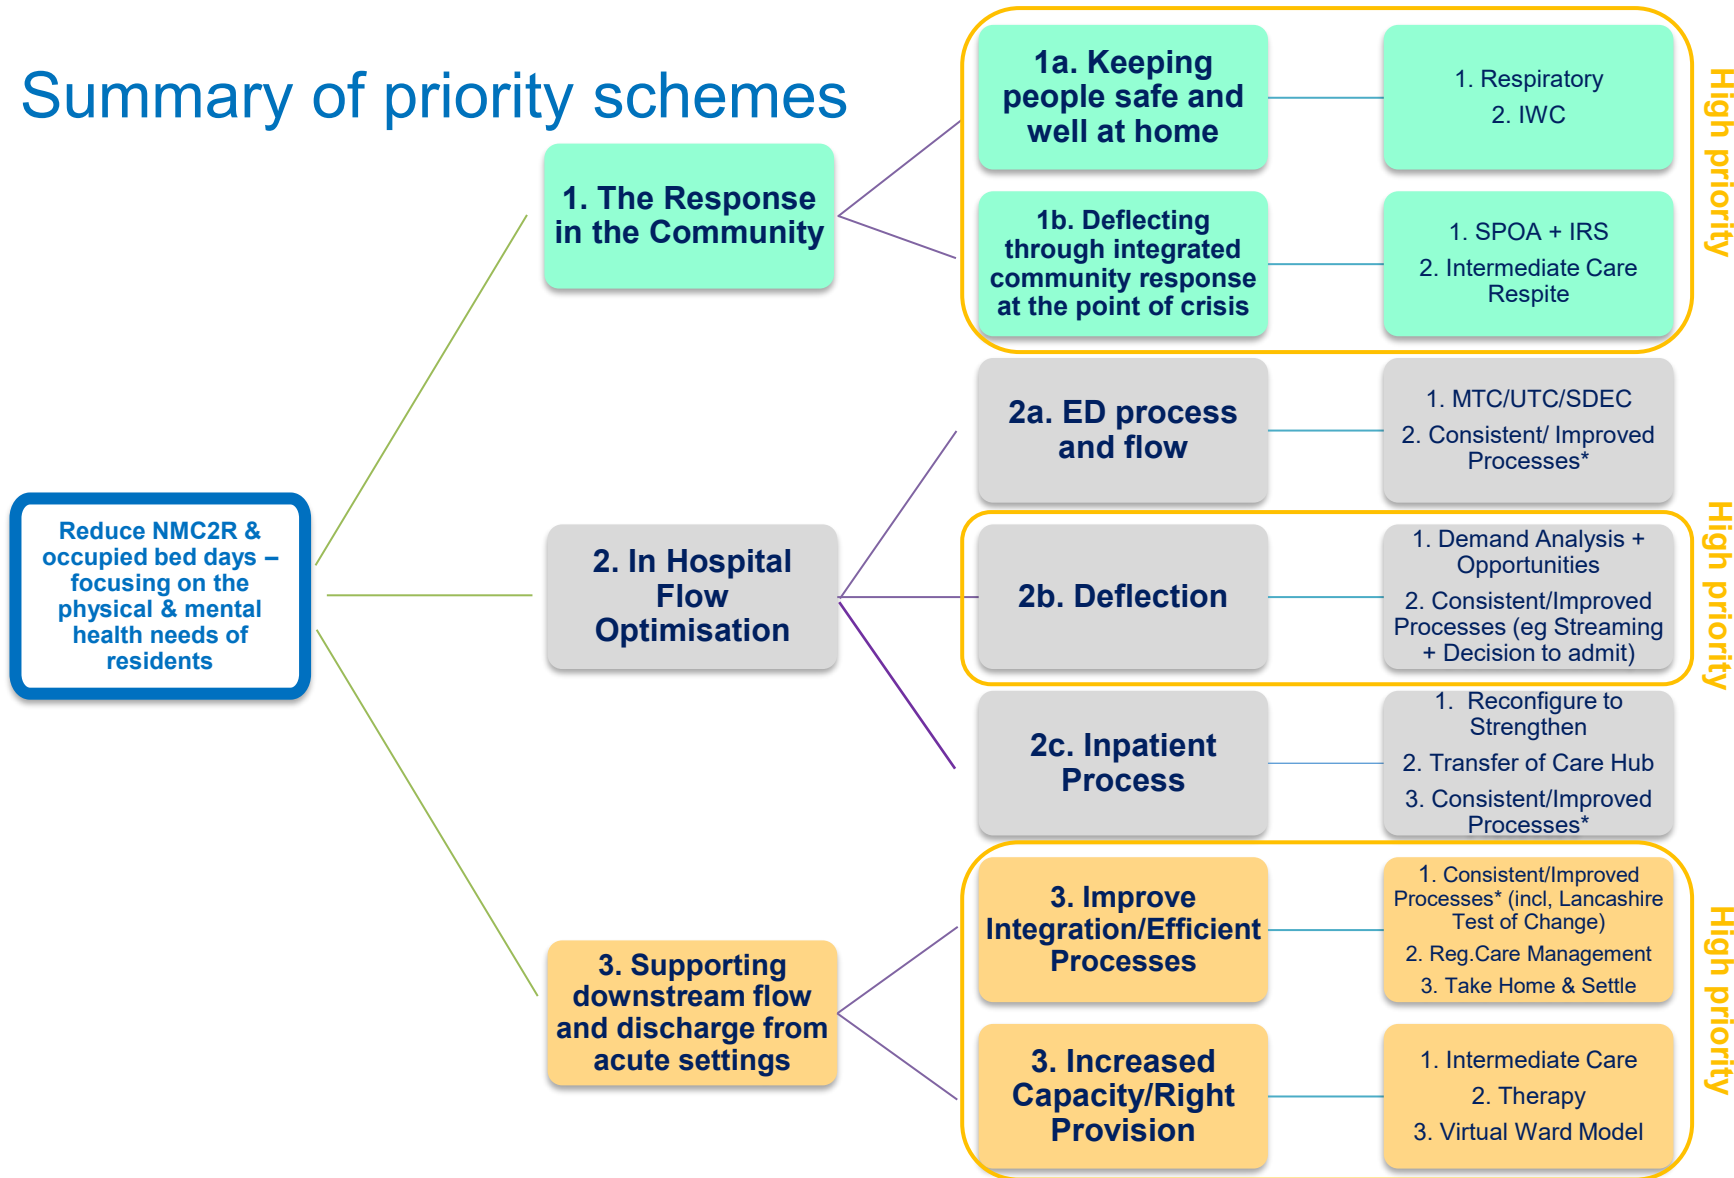 Summary of priority schemes
Reduce NMC2R &
occupied bed days –
focusing on the
physical & mental
health needs of
residents
1. The Response
in the Community
1a. Keeping
people safe and
well at home
1. Respiratory
2. IWC
1b. Deflecting
through integrated
community response
at the point of crisis
1. SPOA + IRS
2. Intermediate Care
Respite
High priority
2. In Hospital
Flow
Optimisation
2a. ED process
and flow
1. MTC/UTC/SDEC
2. Consistent/ Improved
Processes*
2b. Deflection
1. Demand Analysis +
Opportunities
2. Consistent/Improved
Processes (eg Streaming
+ Decision to admit)
High priority
2c. Inpatient
Process
1. Reconfigure to
Strengthen
2. Transfer of Care Hub
3. Consistent/Improved
Processes*
3. Supporting
downstream flow
and discharge from
acute settings
3. Improve
Integration/Efficient
Processes
1. Consistent/Improved
Processes* (incl, Lancashire
Test of Change)
2. Reg.Care Management
3. Take Home & Settle
3. Increased
Capacity/Right
Provision
1. Intermediate Care
2. Therapy
3. Virtual Ward Model
High priority